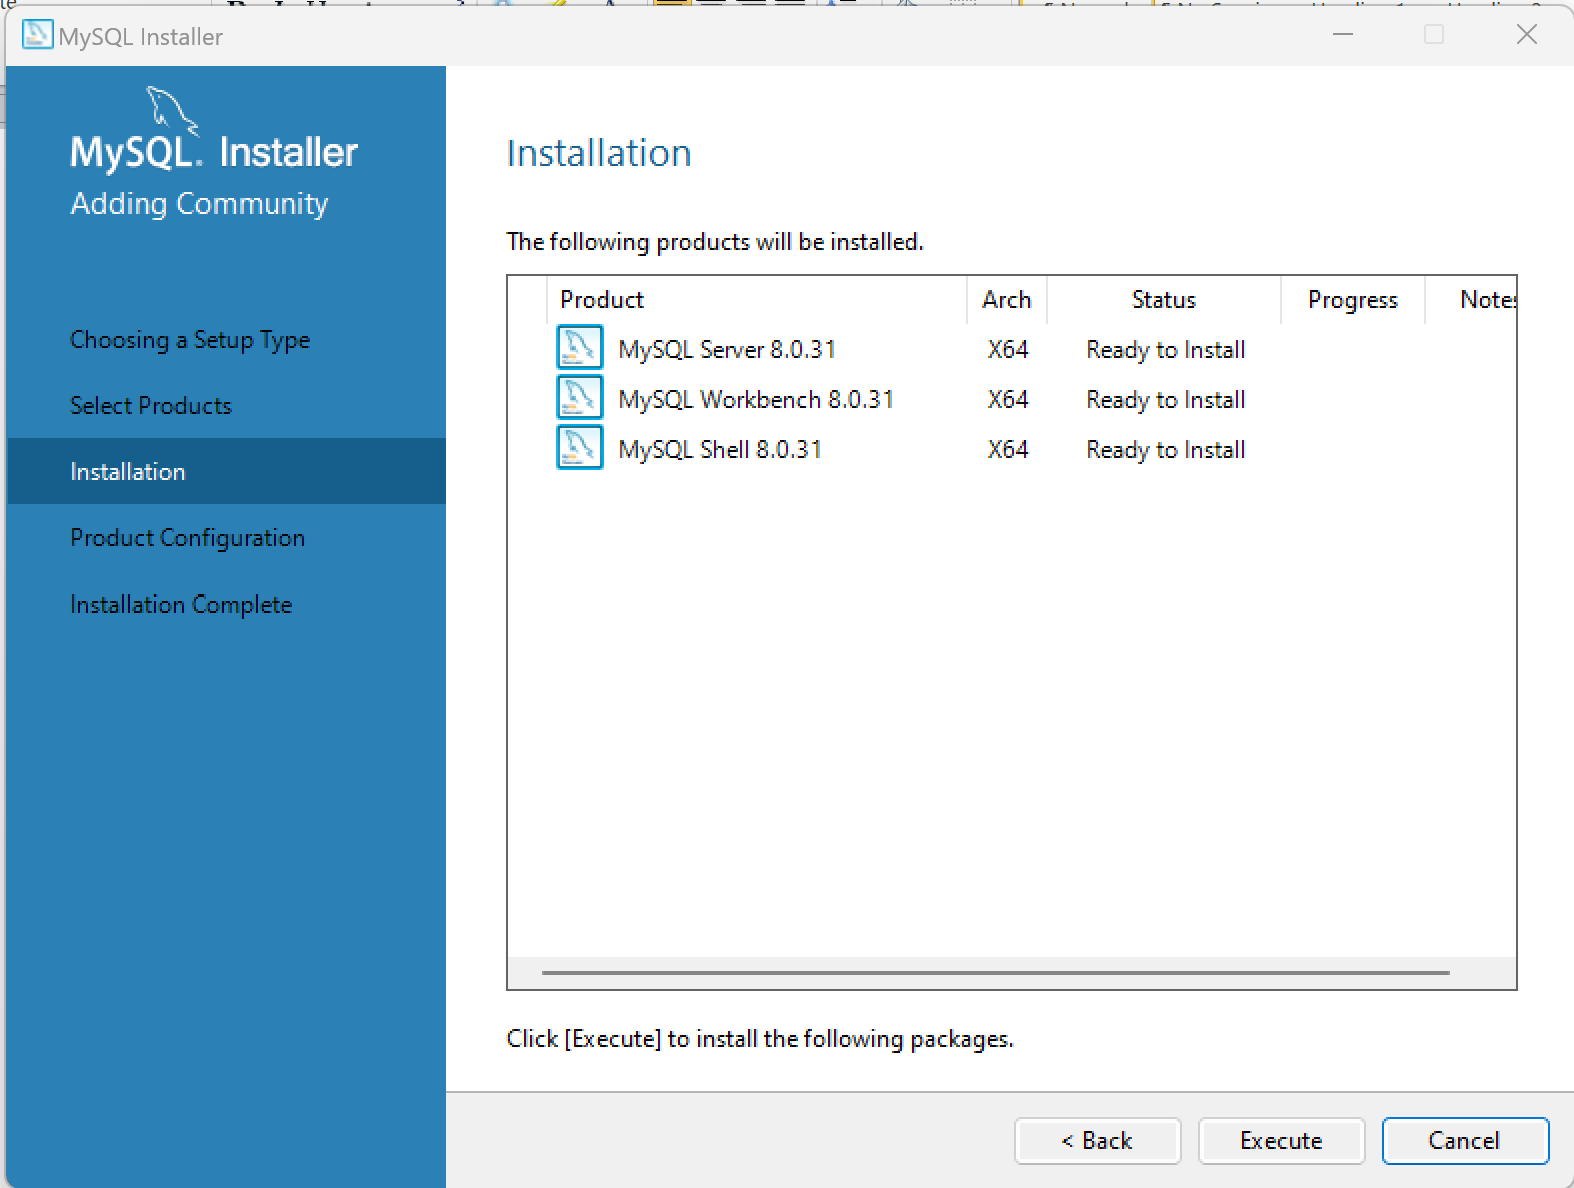 MySQL Installer
MySQL. Installer
Adding Community
Choosing a Setup Type
Select Products
Installation
Product Configuration
Installation Complete
Installation
The following products will be installed.
Product Arch Status Progress Notes
MySQL Server 8.0.31 X64 Ready to Install
MySQL Workbench 8.0.31 X64 Ready to Install
MySQL Shell 8.0.31 X64 Ready to Install
Click [Execute] to install the following packages.
< Back Execute Cancel